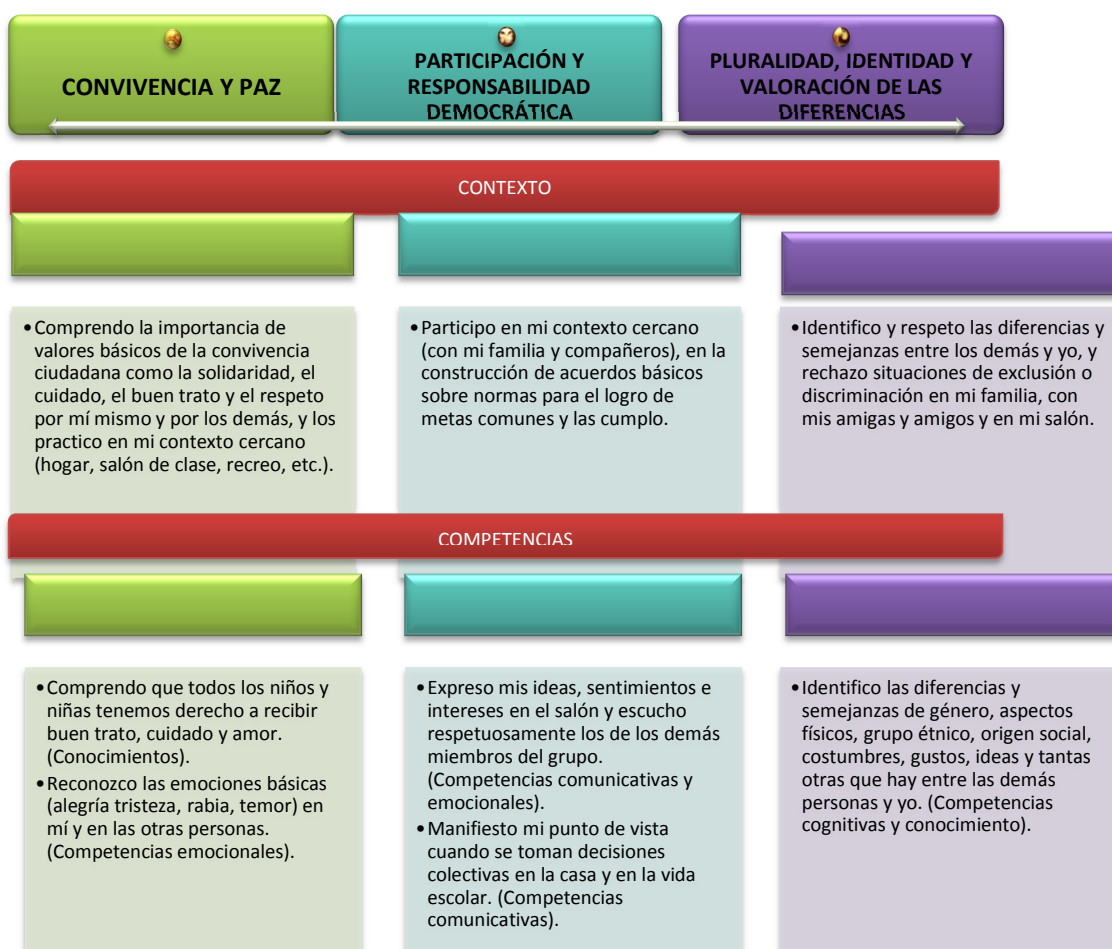 CONVIVENCIA Y PAZ
PARTICIPACIÓN Y
RESPONSABILIDAD
DEMOCRÁTICA
PLURALIDAD, IDENTIDAD Y
VALORACIÓN DE LAS
DIFERENCIAS
CONTEXTO
•Comprendo la importancia de
valores básicos de la convivencia
ciudadana como la solidaridad, el
cuidado, el buen trato y el respeto
por mí mismo y por los demás, y los
practico en mi contexto cercano
(hogar, salón de clase, recreo, etc.).
•Participo en mi contexto cercano
(con mi familia y compañeros), en la
construcción de acuerdos básicos
sobre normas para el logro de
metas comunes y las cumplo.
•Identifico y respeto las diferencias y
semejanzas entre los demás y yo, y
rechazo situaciones de exclusión o
discriminación en mi familia, con
mis amigas y amigos y en mi salón.
COMPETENCIAS
•Comprendo que todos los niños y
niñas tenemos derecho a recibir
buen trato, cuidado y amor.
(Conocimientos).
•Reconozco las emociones básicas
(alegría tristeza, rabia, temor) en
mí y en las otras personas.
(Competencias emocionales).
•Expreso mis ideas, sentimientos e
intereses en el salón y escucho
respetuosamente los de los demás
miembros del grupo.
(Competencias comunicativas y
emocionales).
•Manifiesto mi punto de vista
cuando se toman decisiones
colectivas en la casa y en la vida
escolar. (Competencias
comunicativas).
•Identifico las diferencias y
semejanzas de género, aspectos
físicos, grupo étnico, origen social,
costumbres, gustos, ideas y tantas
otras que hay entre las demás
personas y yo. (Competencias
cognitivas y conocimiento).